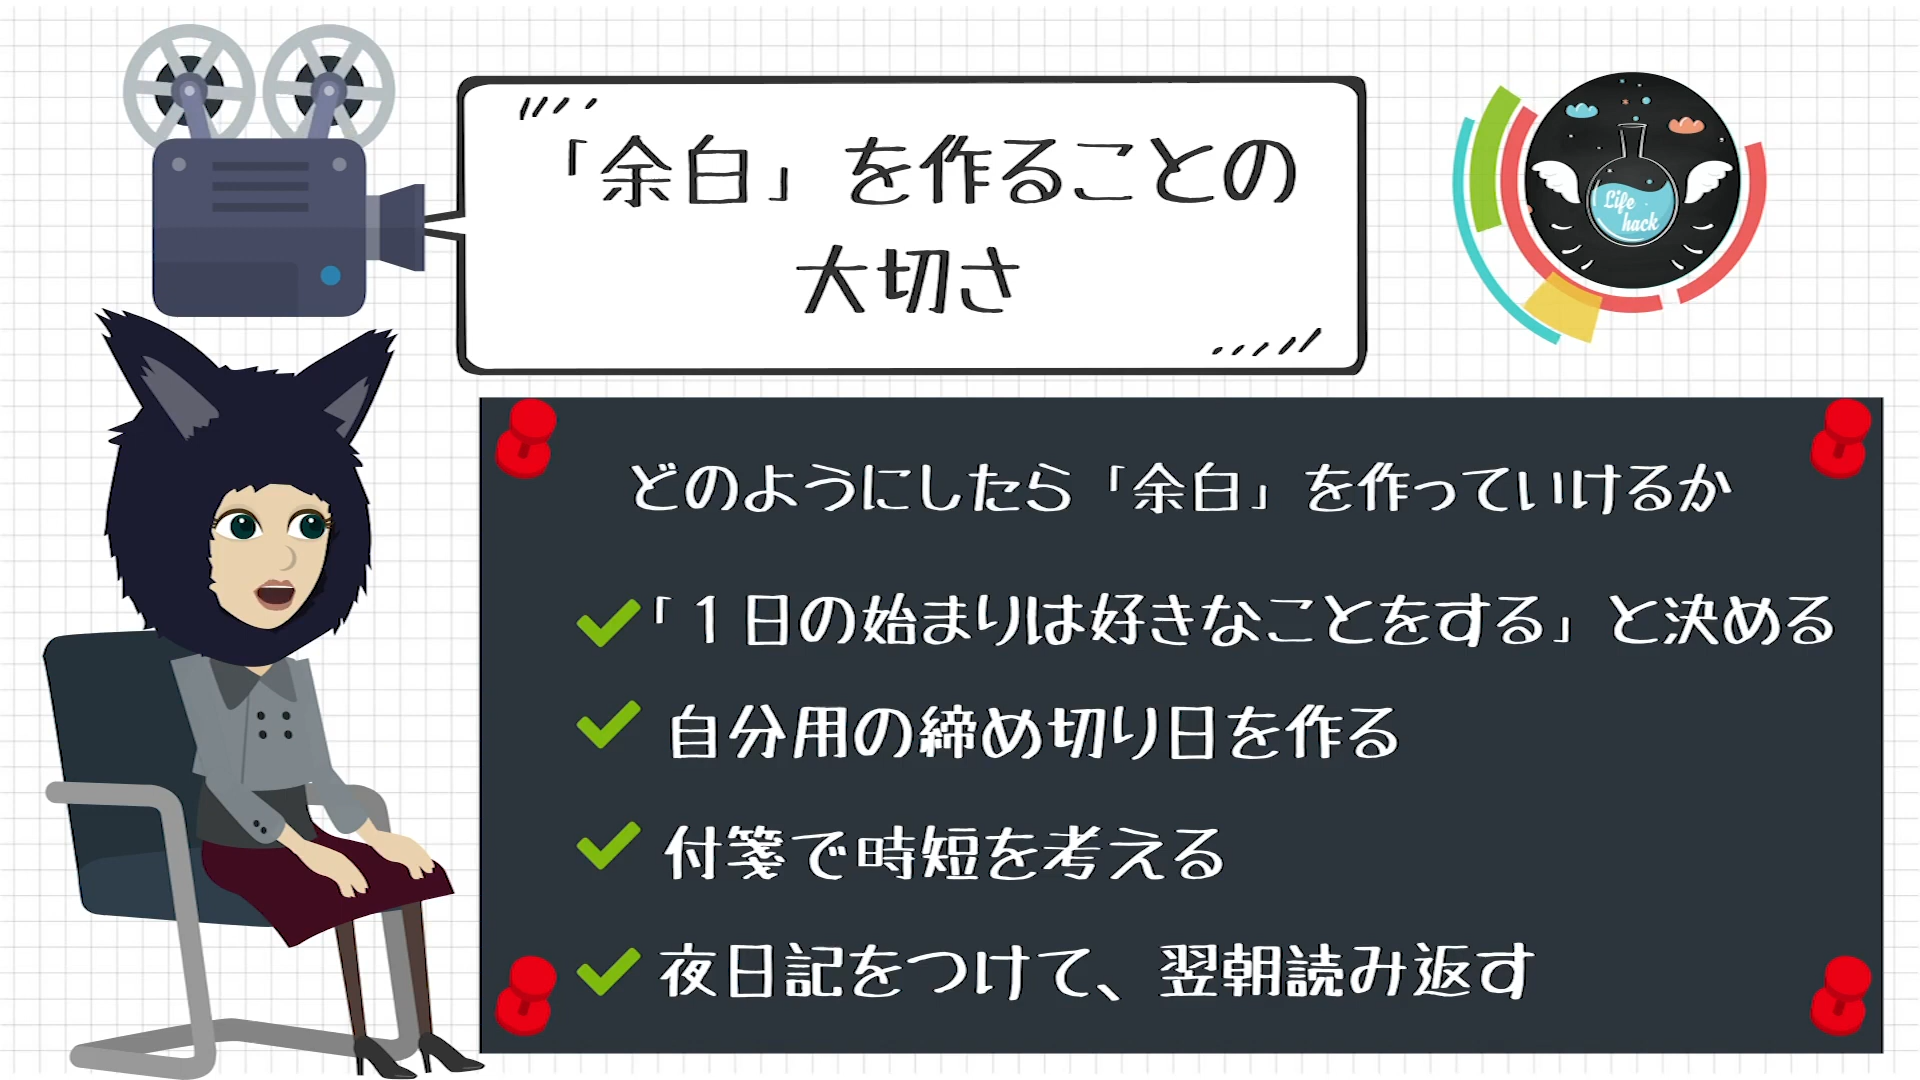 「余白」を作ることの
大切さ
Life
hack
どのようにしたら「余白」を作っていけるか
「１日の始まりは好きなことをする」と決める
自分用の締め切り日を作る
付箋で時短を考える
夜日記をつけて、翌朝読み返す